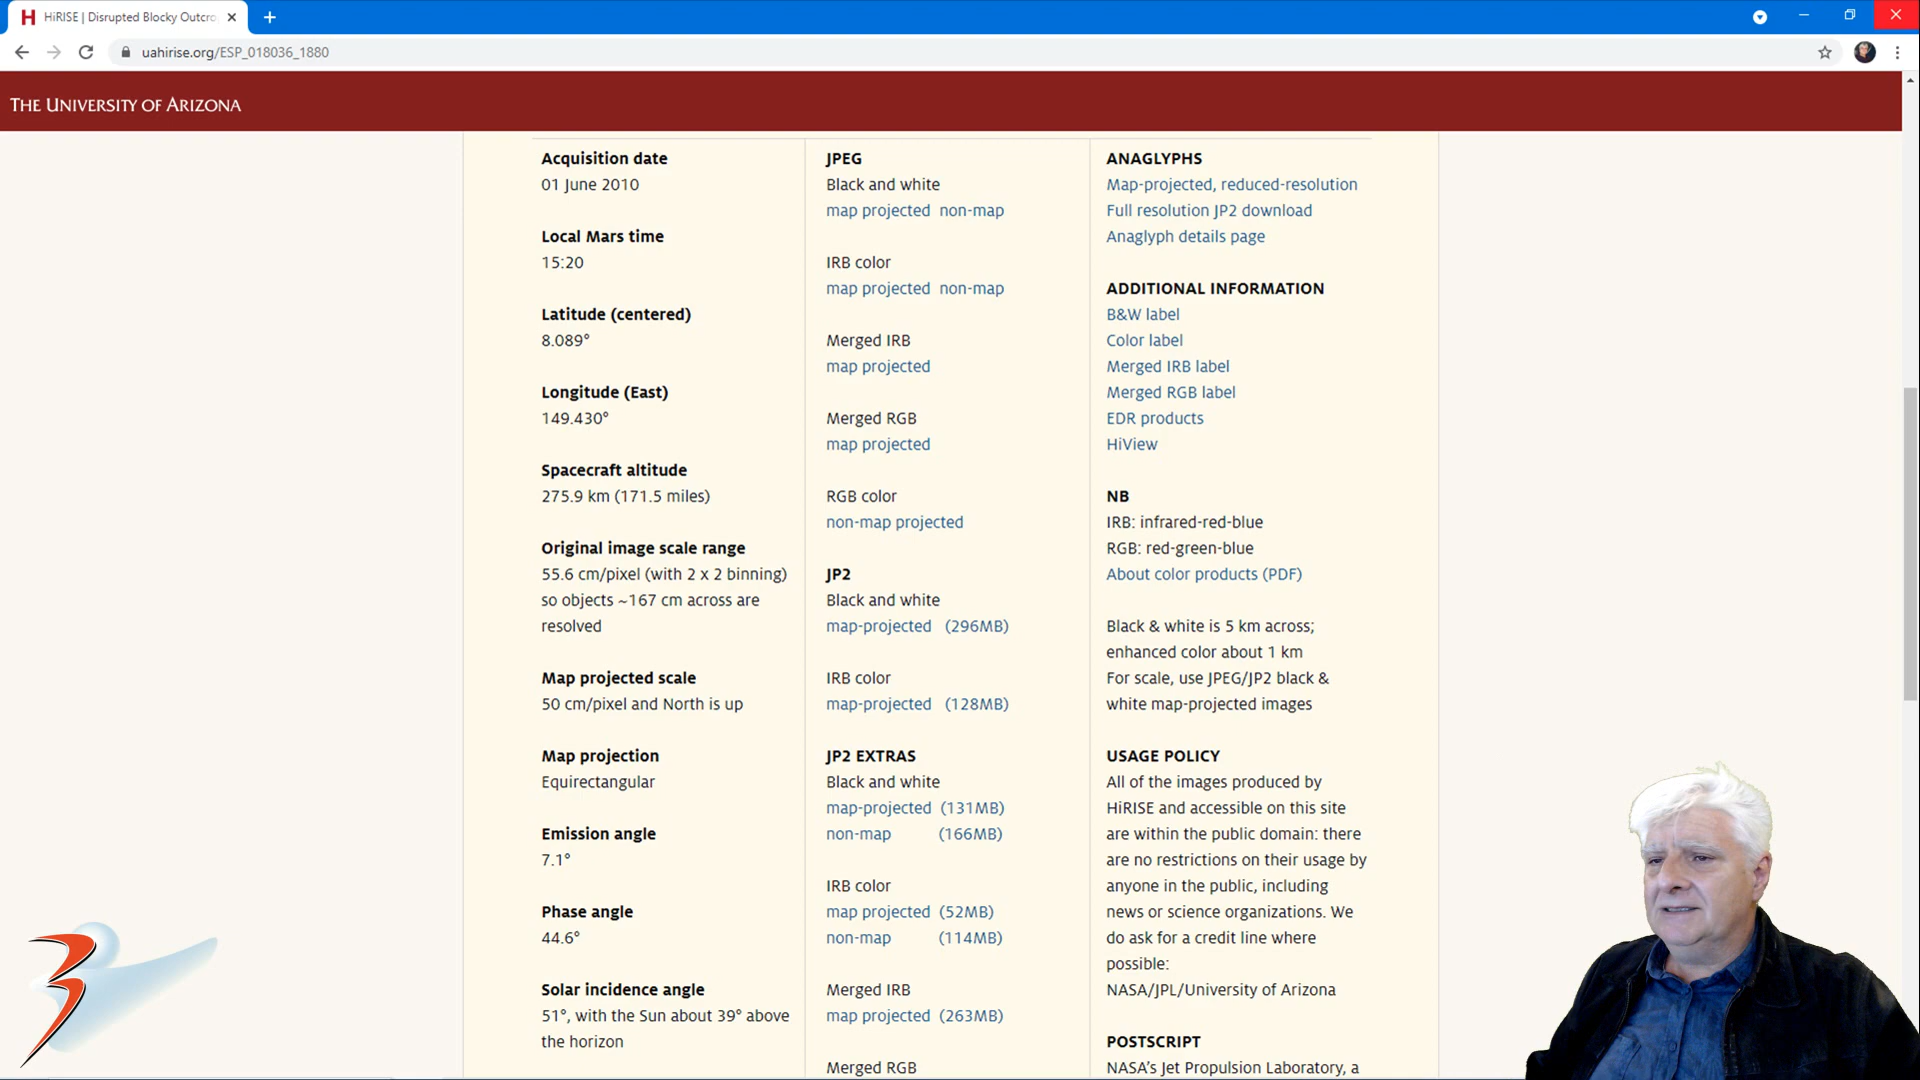 HiRISE | Disrupted Blocky Outcro
uahirise.org/ESP_018036_1880
THE UNIVERSITY OF ARIZONA
Acquisition date
01 June 2010
Local Mars time
15:20
Latitude (centered)
8.089°
Longitude (East)
149.430°
Spacecraft altitude
275.9 km (171.5 miles)
Original image scale range
55.6 cm/pixel (with 2 x 2 binning)
so objects ~167 cm across are
resolved
Map projected scale
50 cm/pixel and North is up
Map projection
Equirectangular
Emission angle
7.1°
Phase angle
44.6°
Solar incidence angle
51°, with the Sun about 39° above
the horizon
JPEG
Black and white
map projected non-map
IRB color
map projected non-map
Merged IRB
map projected
Merged RGB
map projected
RGB color
non-map projected
JP2
Black and white
map-projected (296MB)
IRB color
map-projected (128MB)
JP2 EXTRAS
Black and white
map-projected (131MB)
non-map (166MB)
IRB color
map projected (52MB)
non-map (114MB)
Merged IRB
map projected (263MB)
Merged RGB
ANAGLYPHS
Map-projected, reduced-resolution
Full resolution JP2 download
Anaglyph details page
ADDITIONAL INFORMATION
B&W label
Color label
Merged IRB label
Merged RGB label
EDR products
HiView
NB
IRB: infrared-red-blue
RGB: red-green-blue
About color products (PDF)
Black & white is 5 km across;
enhanced color about 1 km
For scale, use JPEG/JP2 black &
white map-projected images
USAGE POLICY
All of the images produced by
HiRISE and accessible on this site
are within the public domain: there
are no restrictions on their usage by
anyone in the public, including
news or science organizations. We
do ask for a credit line where
possible:
NASA/JPL/University of Arizona
POSTSCRIPT
NASA's Jet Propulsion Laboratory, a